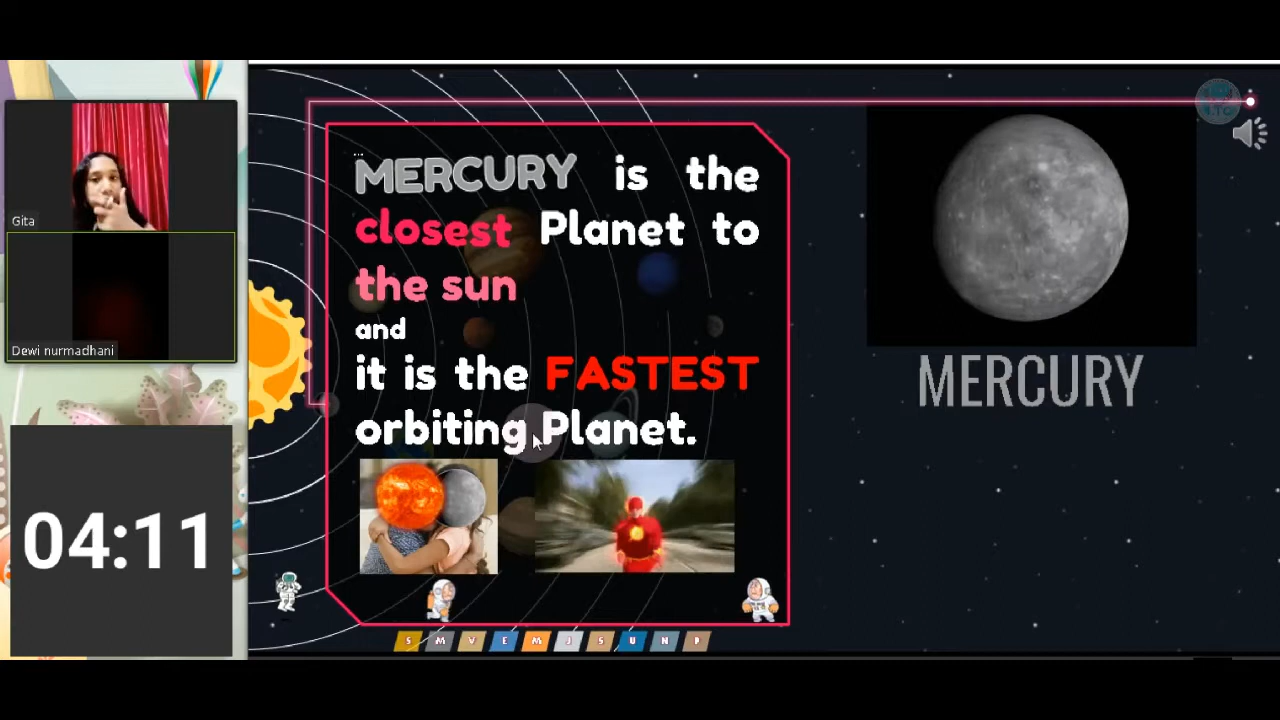 Gita
Dewi nurmadhani
04:11
MERCURY is the
closest Planet to
the sun
and
it is the FASTEST
orbiting Planet.
MERCURY
S M V E M J S U N P